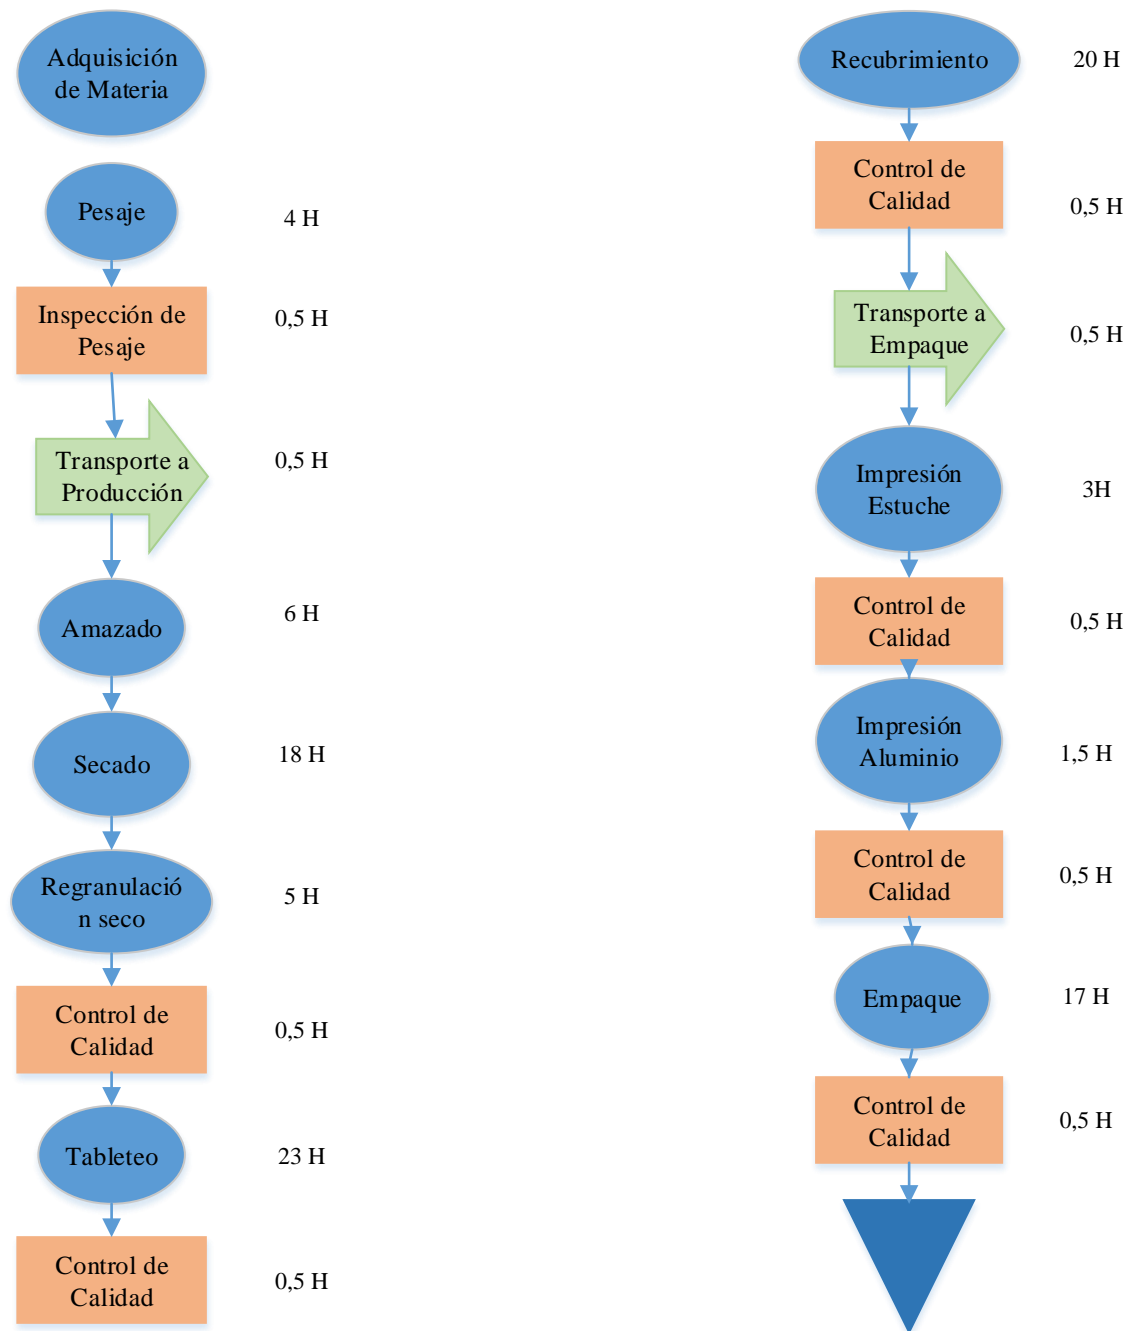 Adquisición
de Materia
Pesaje
4 H
Inspección de
Pesaje
0,5 H
Transporte a
Producción
0,5 H
Amazado
6 H
Secado
18 H
Regranulació
n seco
5 H
Control de
Calidad
0,5 H
Tableteo
23 H
Control de
Calidad
0,5 H
Recubrimiento
20 H
Control de
Calidad
0,5 H
Transporte a
Empaque
0,5 H
Impresión
Estuche
3H
Control de
Calidad
0,5 H
Impresión
Aluminio
1,5 H
Control de
Calidad
0,5 H
Empaque
17 H
Control de
Calidad
0,5 H